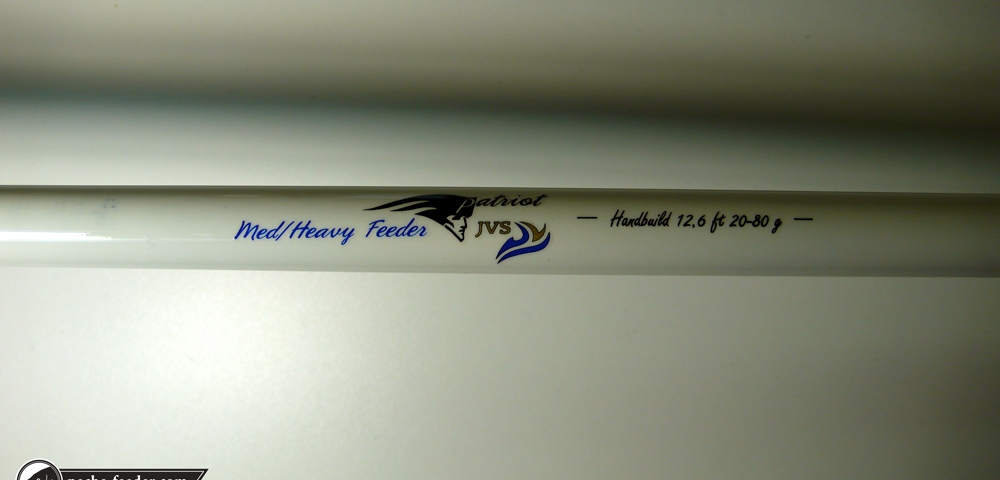 Patriot
Med/Heavy Feeder JVS — Handbuild 12,6 ft 20-80 g —